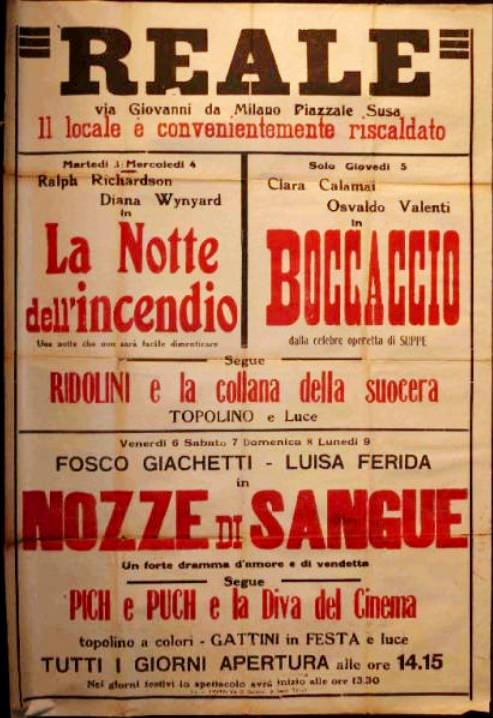 REALE
via Giovanni da Milano Piazzale Susa
Il locale è convenientemente riscaldato
Martedì 3 Mercoledì 4
Ralph Richardson
Diana Wynyard
in
La Notte
dell'incendio
Una notte che non sarà facile dimenticare
Solo Giovedì 5
Clara Calamai
Osvaldo Valenti
in
BOCCACCIO
dalla celebre operetta di SUPPE
Segue
RIDOLINI e la collana della suocera
TOPOLINO e Luce
Venerdì 6 Sabato 7 Domenica 8 Lunedì 9
FOSCO GIACHETTI - LUISA FERIDA
in
NOZZE DI SANGUE
Un forte dramma d'amore e di vendetta
Segue
PICH e PUCH e la Diva del Cinema
topolino a colori - GATTINI in FESTA e luce
TUTTI I GIORNI APERTURA alle ore 14.15
Nei giorni festivi lo spettacolo avrà inizio alle ore 13.30